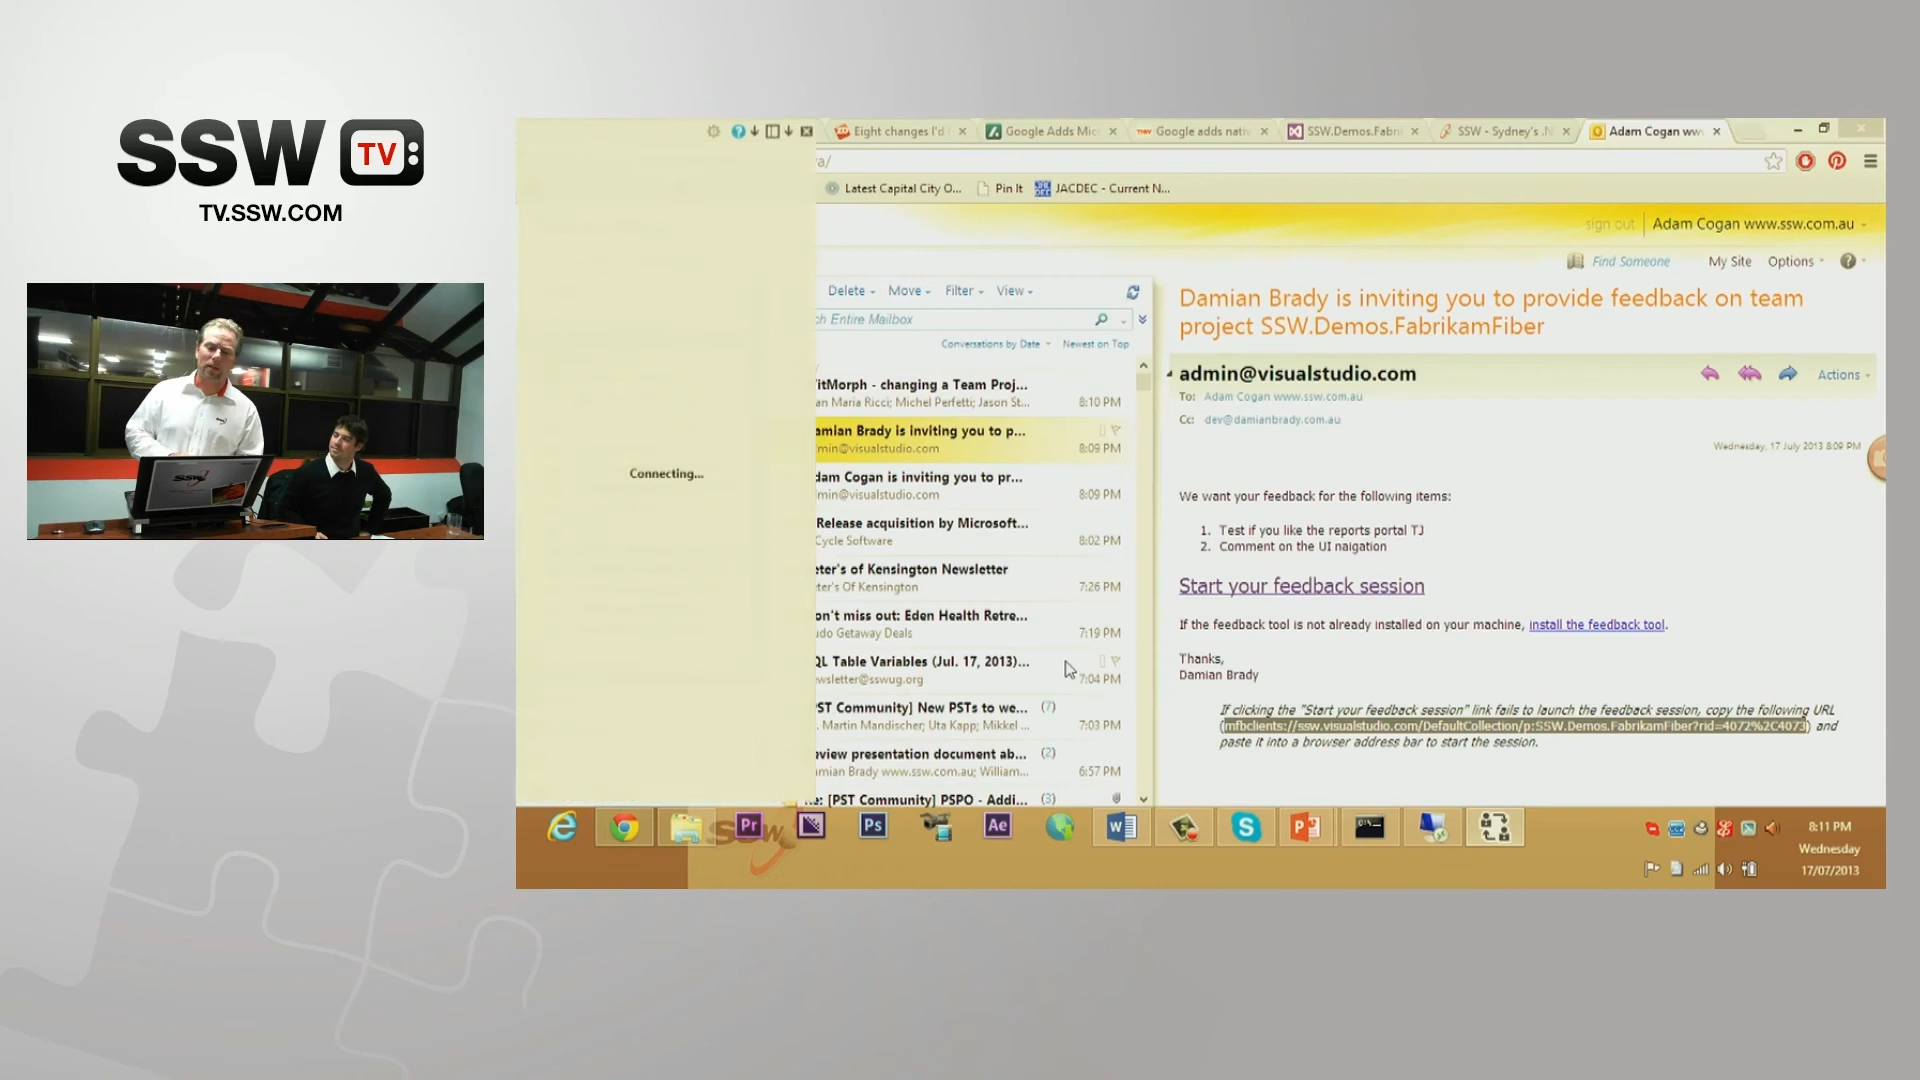 SSW TV
TV.SSW.COM
Eight changes I'd
Google Adds Mic
Google adds nati
SSW.Demos.Fabri
SSW - Sydney's .N
Adam Cogan ww
a/
Latest Capital City O...
Pin It
JACDEC - Current N...
sign out
Adam Cogan www.ssw.com.au
Find Someone
My Site
Options
Delete
Move
Filter
View
ch Entire Mailbox
Conversations by Date
Newest on Top
itMorph - changing a Team Proj...
an Maria Ricci; Michel Perfetti; Jason St...
8:10 PM
amian Brady is inviting you to p...
min@visualstudio.com
8:09 PM
dam Cogan is inviting you to pr...
min@visualstudio.com
8:09 PM
Release acquisition by Microsoft...
Cycle Software
8:02 PM
ter's of Kensington Newsletter
ter's Of Kensington
7:26 PM
on't miss out: Eden Health Retre...
udo Getaway Deals
7:19 PM
QL Table Variables (Jul. 17, 2013)...
wsletter@sswug.org
7:04 PM
ST Community] New PSTs to we...
(7)
. Martin Mandischer; Uta Kapp; Mikkel ...
7:03 PM
eview presentation document ab...
(2)
mian Brady www.ssw.com.au; William...
6:57 PM
e: [PST Community] PSPO - Addi...
(3)
Connecting...
Damian Brady is inviting you to provide feedback on team
project SSW.Demos.FabrikamFiber
admin@visualstudio.com
Actions
To: Adam Cogan www.ssw.com.au
Cc: dev@damianbrady.com.au
Wednesday, 17 July 2013 8:09 PM
We want your feedback for the following items:
1. Test if you like the reports portal TJ
2. Comment on the UI naigation
Start your feedback session
If the feedback tool is not already installed on your machine, install the feedback tool.
Thanks,
Damian Brady
If clicking the "Start your feedback session" link fails to launch the feedback session, copy the following URL
(mfbclients://ssw.visualstudio.com/DefaultCollection/p:SSW.Demos.FabrikamFiber?rid=4072%2C4073) and
paste it into a browser address bar to start the session.
Pr
Ps
Ae
8:11 PM
Wednesday
17/07/2013